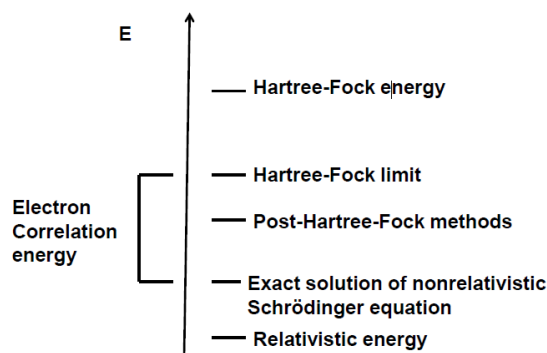 E
Hartree-Fock energy
Hartree-Fock limit
Electron
Correlation
energy
Post-Hartree-Fock methods
Exact solution of nonrelativistic
Schrödinger equation
Relativistic energy